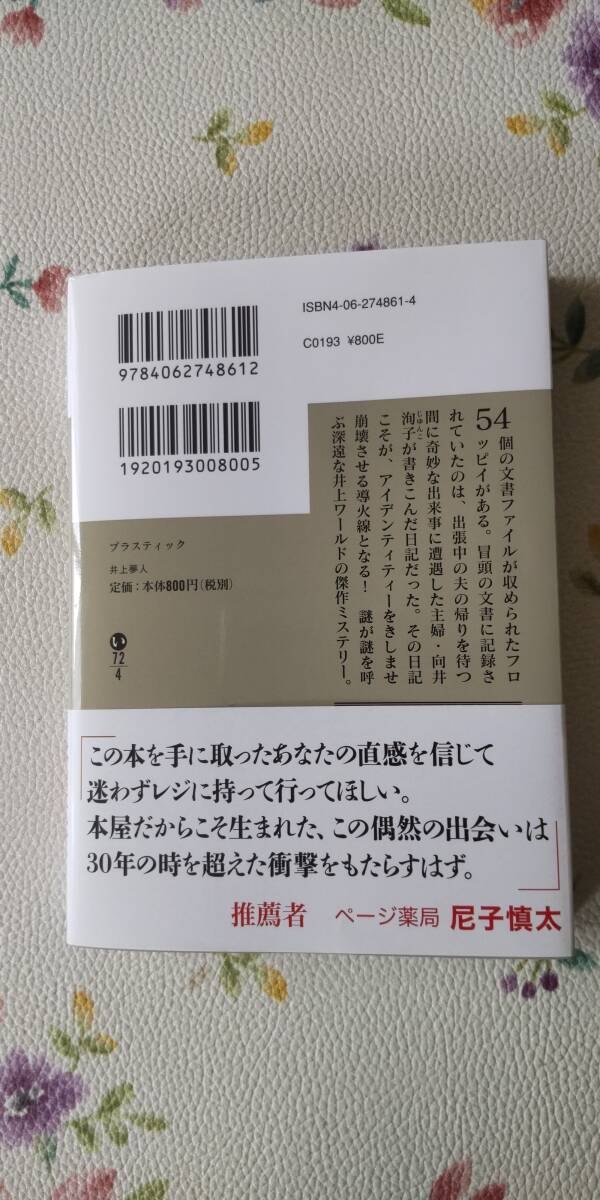 ISBN4-06-274861-4
C0193 ¥800E
9784062748612
1920193008005
54個の文書ファイルが収められたフロ
ッピイがある。冒頭の文書に記録さ
れていたのは、出張中の夫の帰りを待つ
間に奇妙な出来事に遭遇した主婦・向井
洵子が書きこんだ日記だった。その日記
じゅんこ
こそが、アイデンティティーをきしませ
崩壊させる導火線となる! 謎が謎を呼
ぶ深遠な井上ワールドの傑作ミステリー。
プラスティック
井上夢人
定価:本体800円(税別)
い
72
4
「この本を手に取ったあなたの直感を信じて
迷わずレジに持って行ってほしい。
本屋だからこそ生まれた、この偶然の出会いは
30年の時を超えた衝撃をもたらすはず。」
推薦者 ページ薬局 尼子慎太